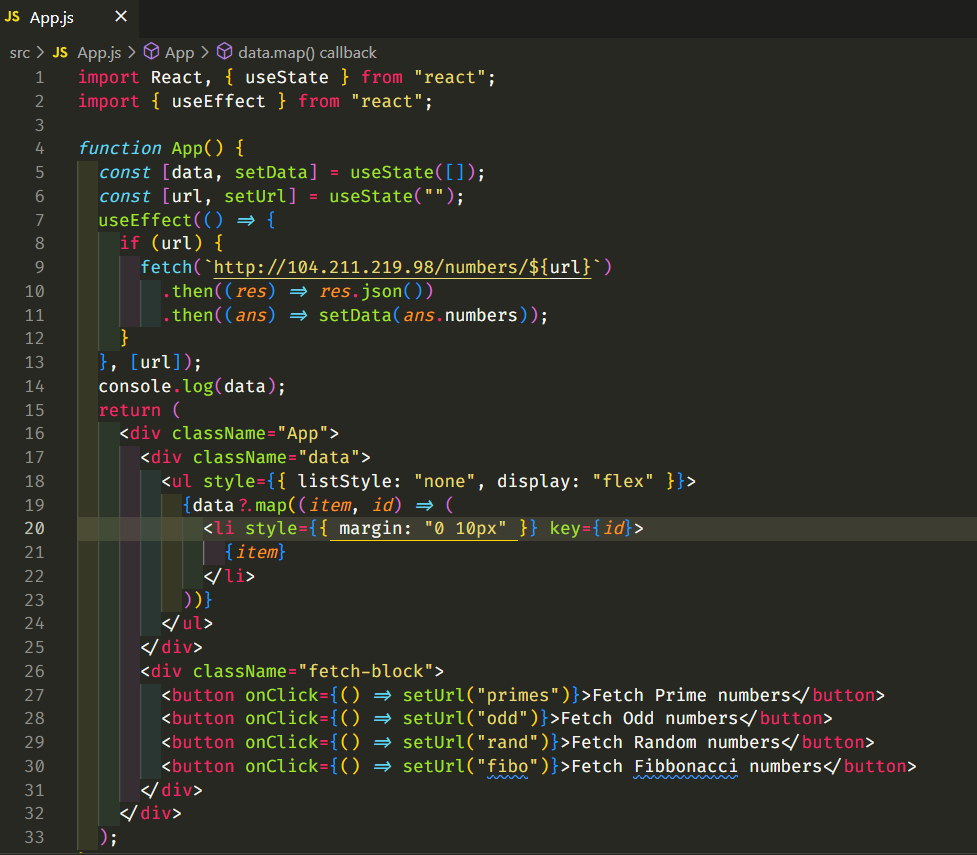 JS App.js ×
src > JS App.js > App > data.map() callback
1 import React, { useState } from "react";
2 import { useEffect } from "react";
3
4 function App() {
5 const [data, setData] = useState([]);
6 const [url, setUrl] = useState("");
7 useEffect(() => {
8 if (url) {
9 fetch(`http://104.211.219.98/numbers/${url}`)
10 .then((res) => res.json())
11 .then((ans) => setData(ans.numbers));
12 }
13 }, [url]);
14 console.log(data);
15 return (
16 <div className="App">
17 <div className="data">
18 <ul style={{ listStyle: "none", display: "flex" }}>
19 {data?.map((item, id) => (
20 <li style={{ margin: "0 10px" }} key={id}>
21 {item}
22 </li>
23 ))}
24 </ul>
25 </div>
26 <div className="fetch-block">
27 <button onClick={() => setUrl("primes")}>Fetch Prime numbers</button>
28 <button onClick={() => setUrl("odd")}>Fetch Odd numbers</button>
29 <button onClick={() => setUrl("rand")}>Fetch Random numbers</button>
30 <button onClick={() => setUrl("fibo")}>Fetch Fibbonacci numbers</button>
31 </div>
32 </div>
33 );